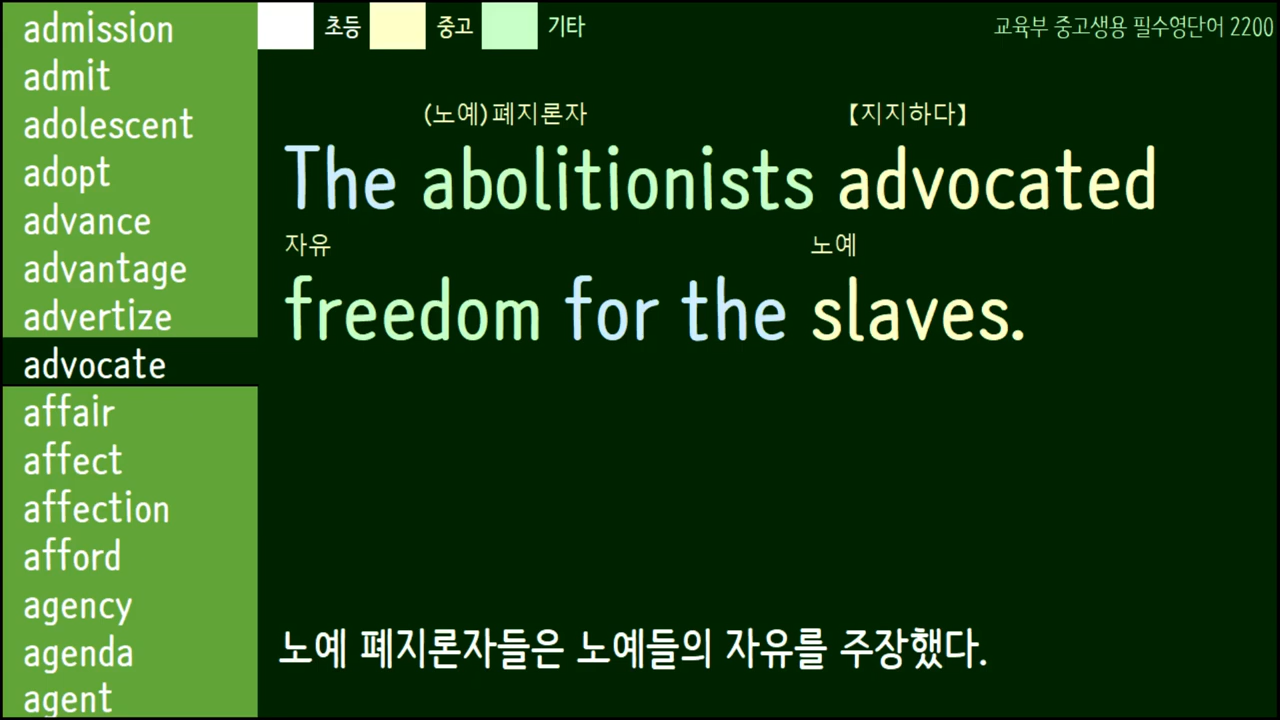 admission
admit
adolescent
adopt
advance
advantage
advertize
advocate
affair
affect
affection
afford
agency
agenda
agent
초등 중고 기타
교육부 중고생용 필수영단어 2200
(노예)폐지론자 【지지하다】
The abolitionists advocated
자유 노예
freedom for the slaves.
노예 폐지론자들은 노예들의 자유를 주장했다.